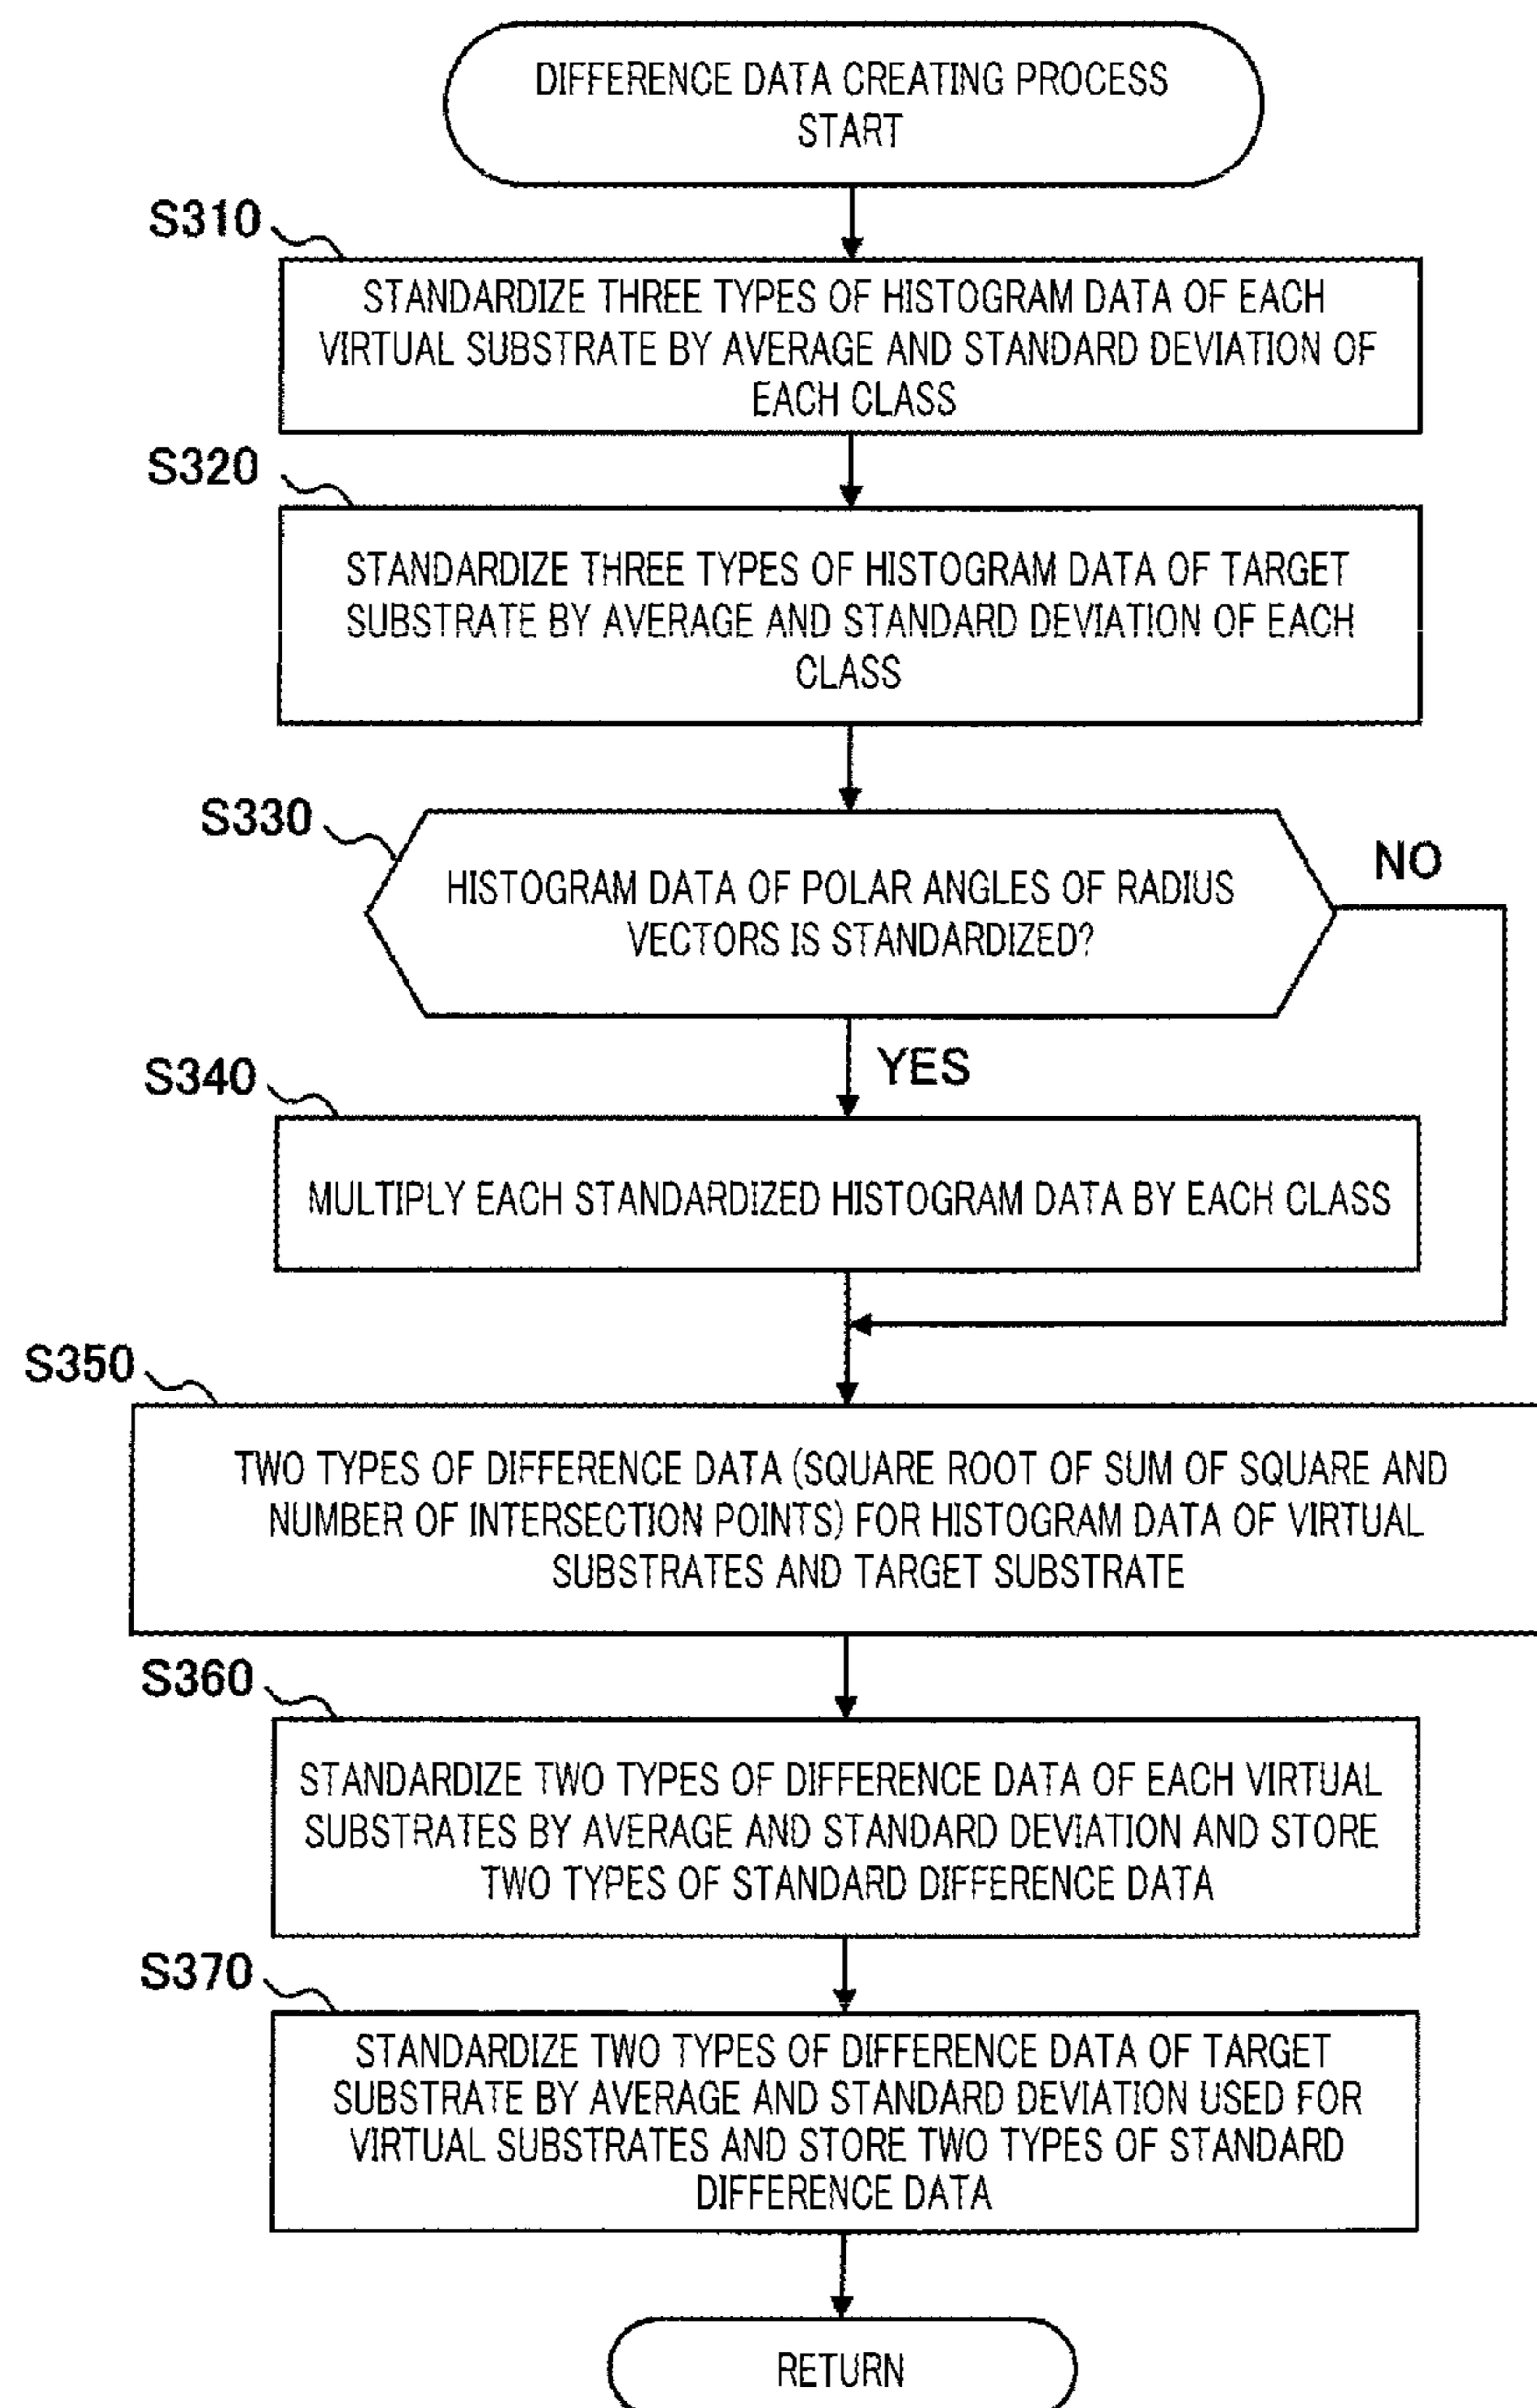 DIFFERENCE DATA CREATING PROCESS
START
S310
STANDARDIZE THREE TYPES OF HISTOGRAM DATA OF EACH
VIRTUAL SUBSTRATE BY AVERAGE AND STANDARD DEVIATION OF
EACH CLASS
S320
STANDARDIZE THREE TYPES OF HISTOGRAM DATA OF TARGET
SUBSTRATE BY AVERAGE AND STANDARD DEVIATION OF EACH
CLASS
S330
HISTOGRAM DATA OF POLAR ANGLES OF RADIUS
VECTORS IS STANDARDIZED?
NO
YES
S340
MULTIPLY EACH STANDARDIZED HISTOGRAM DATA BY EACH CLASS
S350
TWO TYPES OF DIFFERENCE DATA (SQUARE ROOT OF SUM OF SQUARE AND
NUMBER OF INTERSECTION POINTS) FOR HISTOGRAM DATA OF VIRTUAL
SUBSTRATES AND TARGET SUBSTRATE
S360
STANDARDIZE TWO TYPES OF DIFFERENCE DATA OF EACH VIRTUAL
SUBSTRATES BY AVERAGE AND STANDARD DEVIATION AND STORE
TWO TYPES OF STANDARD DIFFERENCE DATA
S370
STANDARDIZE TWO TYPES OF DIFFERENCE DATA OF TARGET
SUBSTRATE BY AVERAGE AND STANDARD DEVIATION USED FOR
VIRTUAL SUBSTRATES AND STORE TWO TYPES OF STANDARD
DIFFERENCE DATA
RETURN